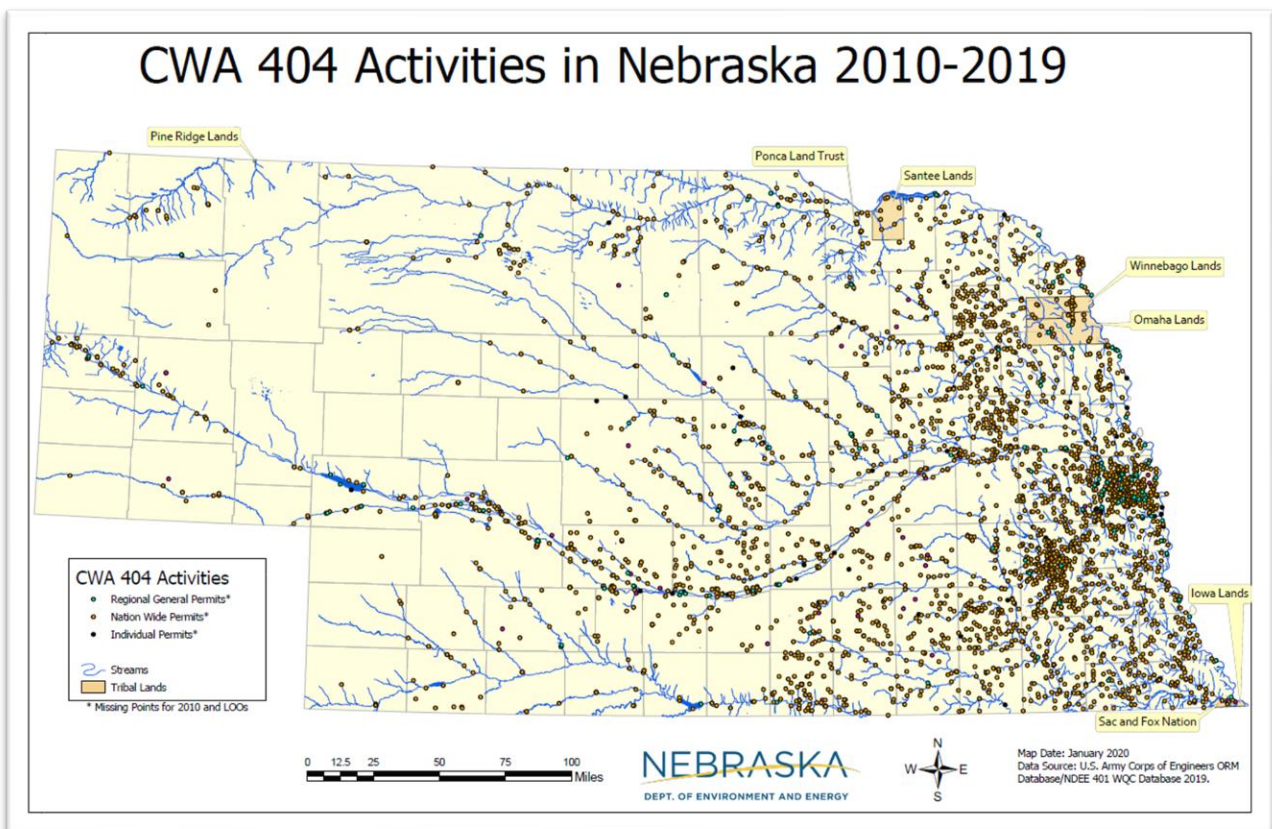 CWA 404 Activities in Nebraska 2010-2019
Pine Ridge Lands
Ponca Land Trust
Santee Lands
Winnebago Lands
Omaha Lands
Iowa Lands
Sac and Fox Nation
CWA 404 Activities
Regional General Permits*
Nation Wide Permits*
Individual Permits*
Streams
Tribal Lands
* Missing Points for 2010 and LOOs
0 12.5 25 50 75 100
Miles
NEBRASKA
DEPT. OF ENVIRONMENT AND ENERGY
N
W E
S
Map Date: January 2020
Data Source: U.S. Army Corps of Engineers ORM
Database/NDEE 401 WQC Database 2019.